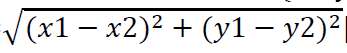 √(x1 − x2)² + (y1 − y2)²|